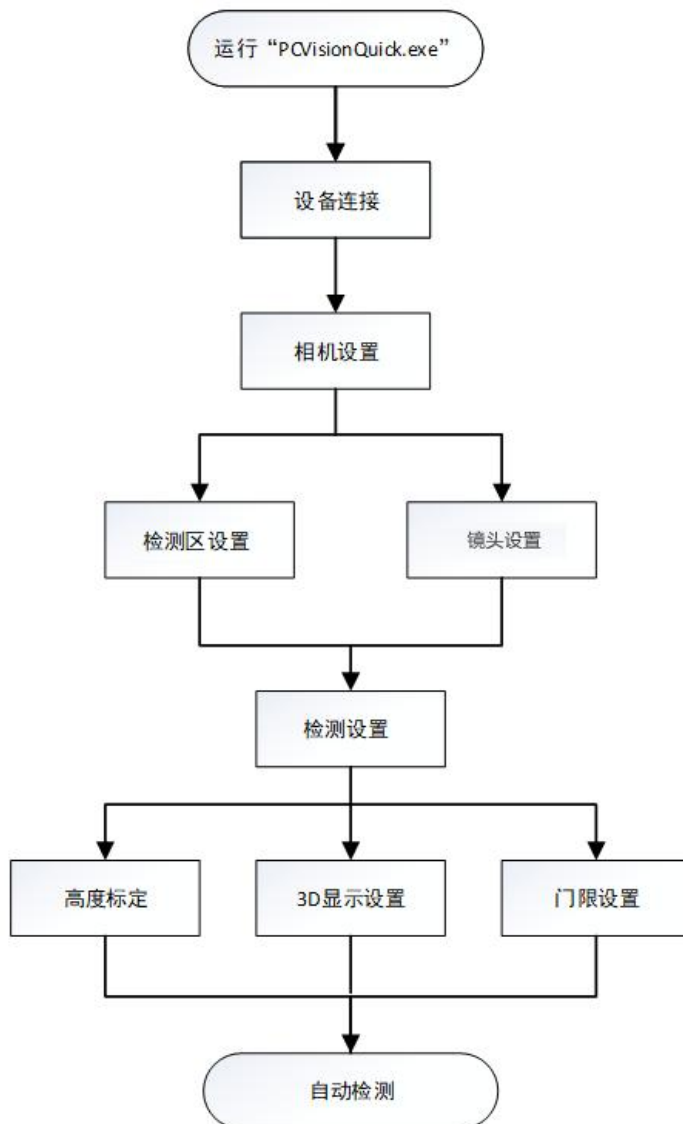 运行“PCVisionQuick.exe”
设备连接
相机设置
检测区设置
镜头设置
检测设置
高度标定
3D显示设置
门限设置
自动检测